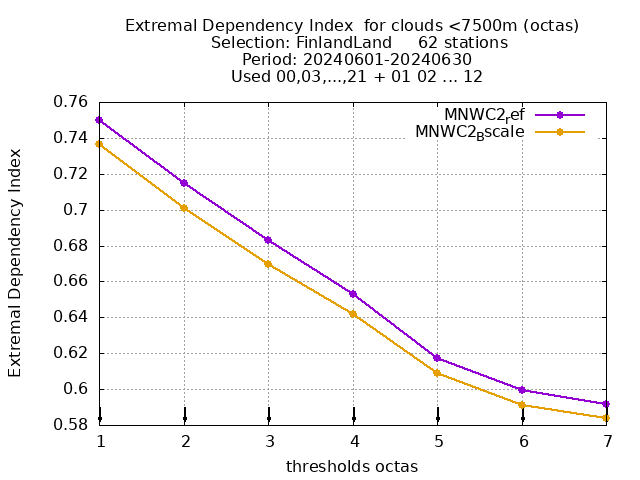 Extremal Dependency Index  for clouds <7500m (octas)
Selection: FinlandLand     62 stations
Period: 20240601-20240630
Used 00,03,...,21 + 01 02 ... 12
MNWC2ref
MNWC2Bscale
Extremal Dependency Index
0.76
0.74
0.72
0.7
0.68
0.66
0.64
0.62
0.6
0.58
1 2 3 4 5 6 7
thresholds octas